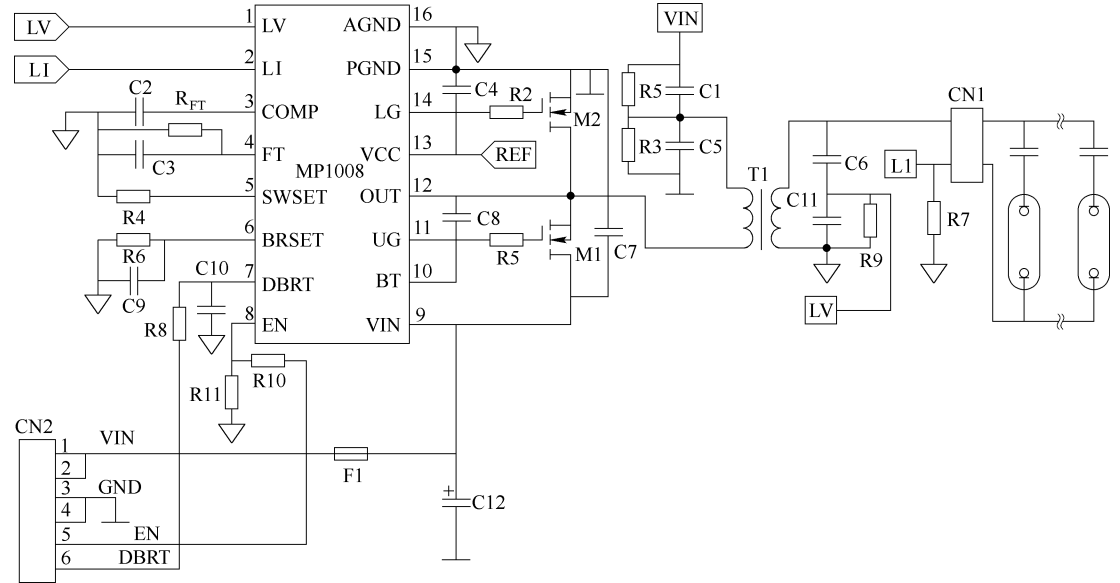 LV
1
LV
AGND
16
VIN
LI
2
LI
PGND
15
C4
R5
C1
C2
RFT
3
COMP
LG
14
R2
M2
CN1
C3
4
FT
VCC
13
REF
R3
C5
MP1008
T1
C6
L1
5
SWSET
OUT
12
R4
C8
C11
R7
6
BRSET
UG
11
R5
M1
C7
R9
R6
C9
C10
7
DBRT
BT
10
R8
8
EN
VIN
9
LV
R10
R11
CN2
1
VIN
2
F1
3
GND
4
C12
+
5
EN
6
DBRT